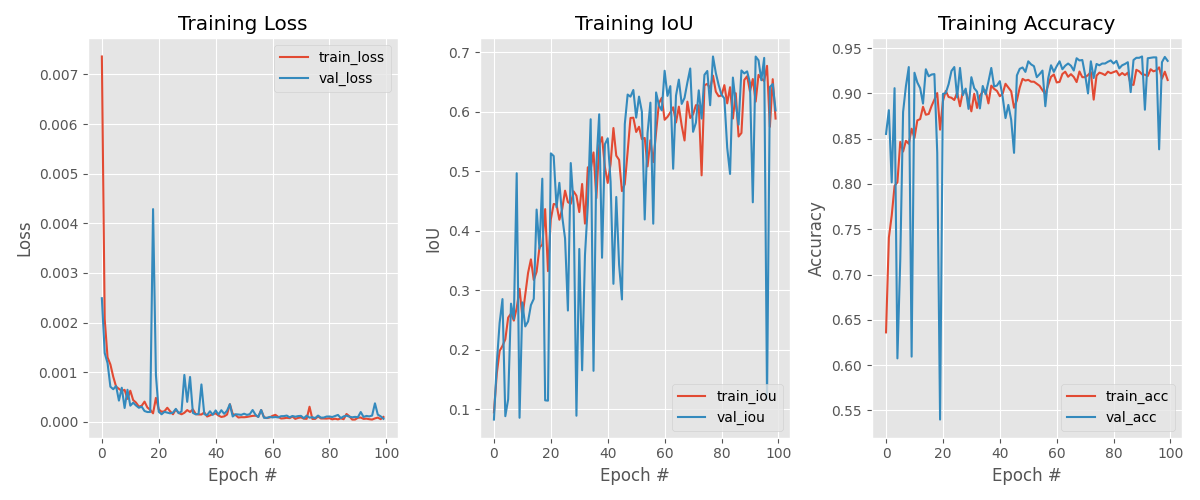 Training Loss
0.007
0.006
0.005
0.004
0.003
0.002
0.001
0.000
Loss
train_loss
val_loss
0 20 40 60 80 100
Epoch #
Training IoU
0.7
0.6
0.5
0.4
0.3
0.2
0.1
IoU
train_iou
val_iou
0 20 40 60 80 100
Epoch #
Training Accuracy
0.95
0.90
0.85
0.80
0.75
0.70
0.65
0.60
0.55
Accuracy
train_acc
val_acc
0 20 40 60 80 100
Epoch #